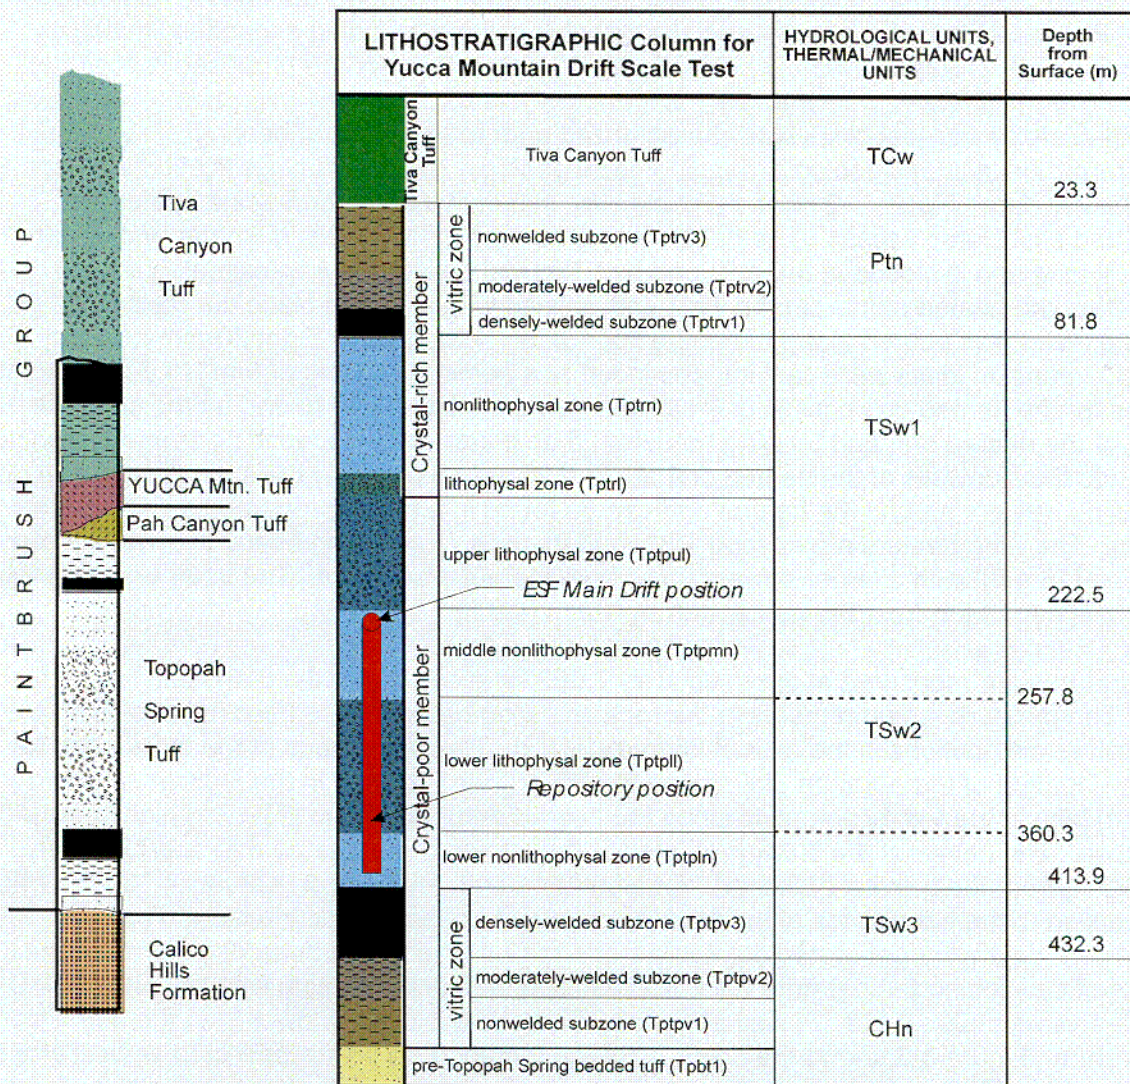 PAINTBRUSH GROUP
Tiva
Canyon
Tuff
YUCCA Mtn. Tuff
Pah Canyon Tuff
Topopah
Spring
Tuff
Calico
Hills
Formation
LITHOSTRATIGRAPHIC Column for
Yucca Mountain Drift Scale Test
HYDROLOGICAL UNITS,
THERMAL/MECHANICAL
UNITS
Depth
from
Surface (m)
Tiva Canyon
Tuff
Tiva Canyon Tuff
TCw
23.3
Crystal-rich member
vitric zone
nonwelded subzone (Tptrv3)
Ptn
moderately-welded subzone (Tptrv2)
densely-welded subzone (Tptrv1)
81.8
nonlithophysal zone (Tptrn)
TSw1
lithophysal zone (Tptrl)
Crystal-poor member
upper lithophysal zone (Tptpul)
ESF Main Drift position
222.5
middle nonlithophysal zone (Tptpmn)
257.8
TSw2
lower lithophysal zone (Tptpll)
Repository position
360.3
lower nonlithophysal zone (Tptpln)
413.9
vitric zone
densely-welded subzone (Tptpv3)
TSw3
432.3
moderately-welded subzone (Tptpv2)
nonwelded subzone (Tptpv1)
CHn
pre-Topopah Spring bedded tuff (Tpbt1)